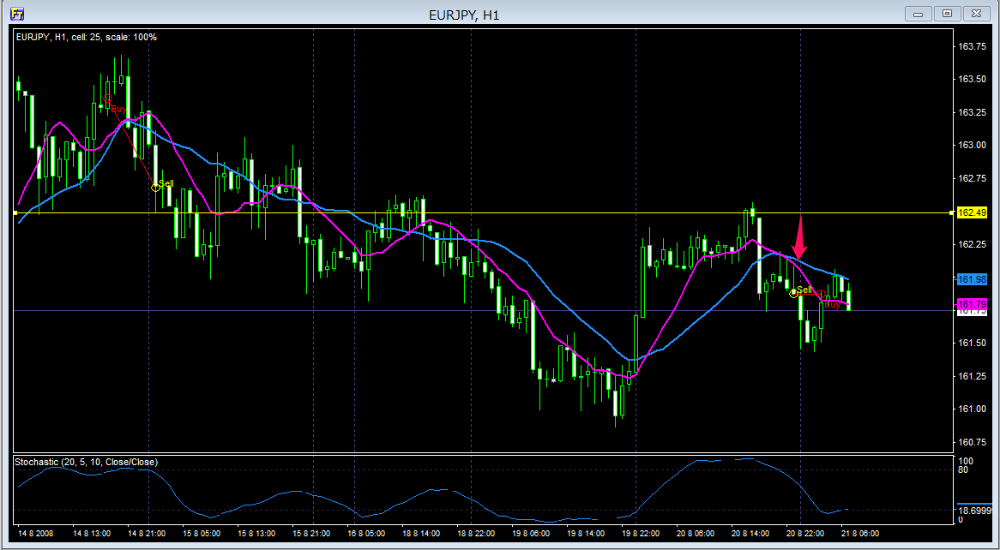 FT EURJPY, H1
EURJPY, H1, cell: 25, scale: 100%
163.75
163.50
Buy
163.25
163.00
162.75
Sell
162.49
162.25
161.98
Sell
Buy
161.79
161.50
161.25
161.00
160.75
Stochastic (20, 5, 10, Close/Close)
100
80
18.6999
0
14 8 2008 14 8 13:00 14 8 21:00 15 8 05:00 15 8 13:00 15 8 21:00 16 8 05:00 18 8 14:00 18 8 22:00 19 8 06:00 19 8 14:00 19 8 22:00 20 8 06:00 20 8 14:00 20 8 22:00 21 8 06:00